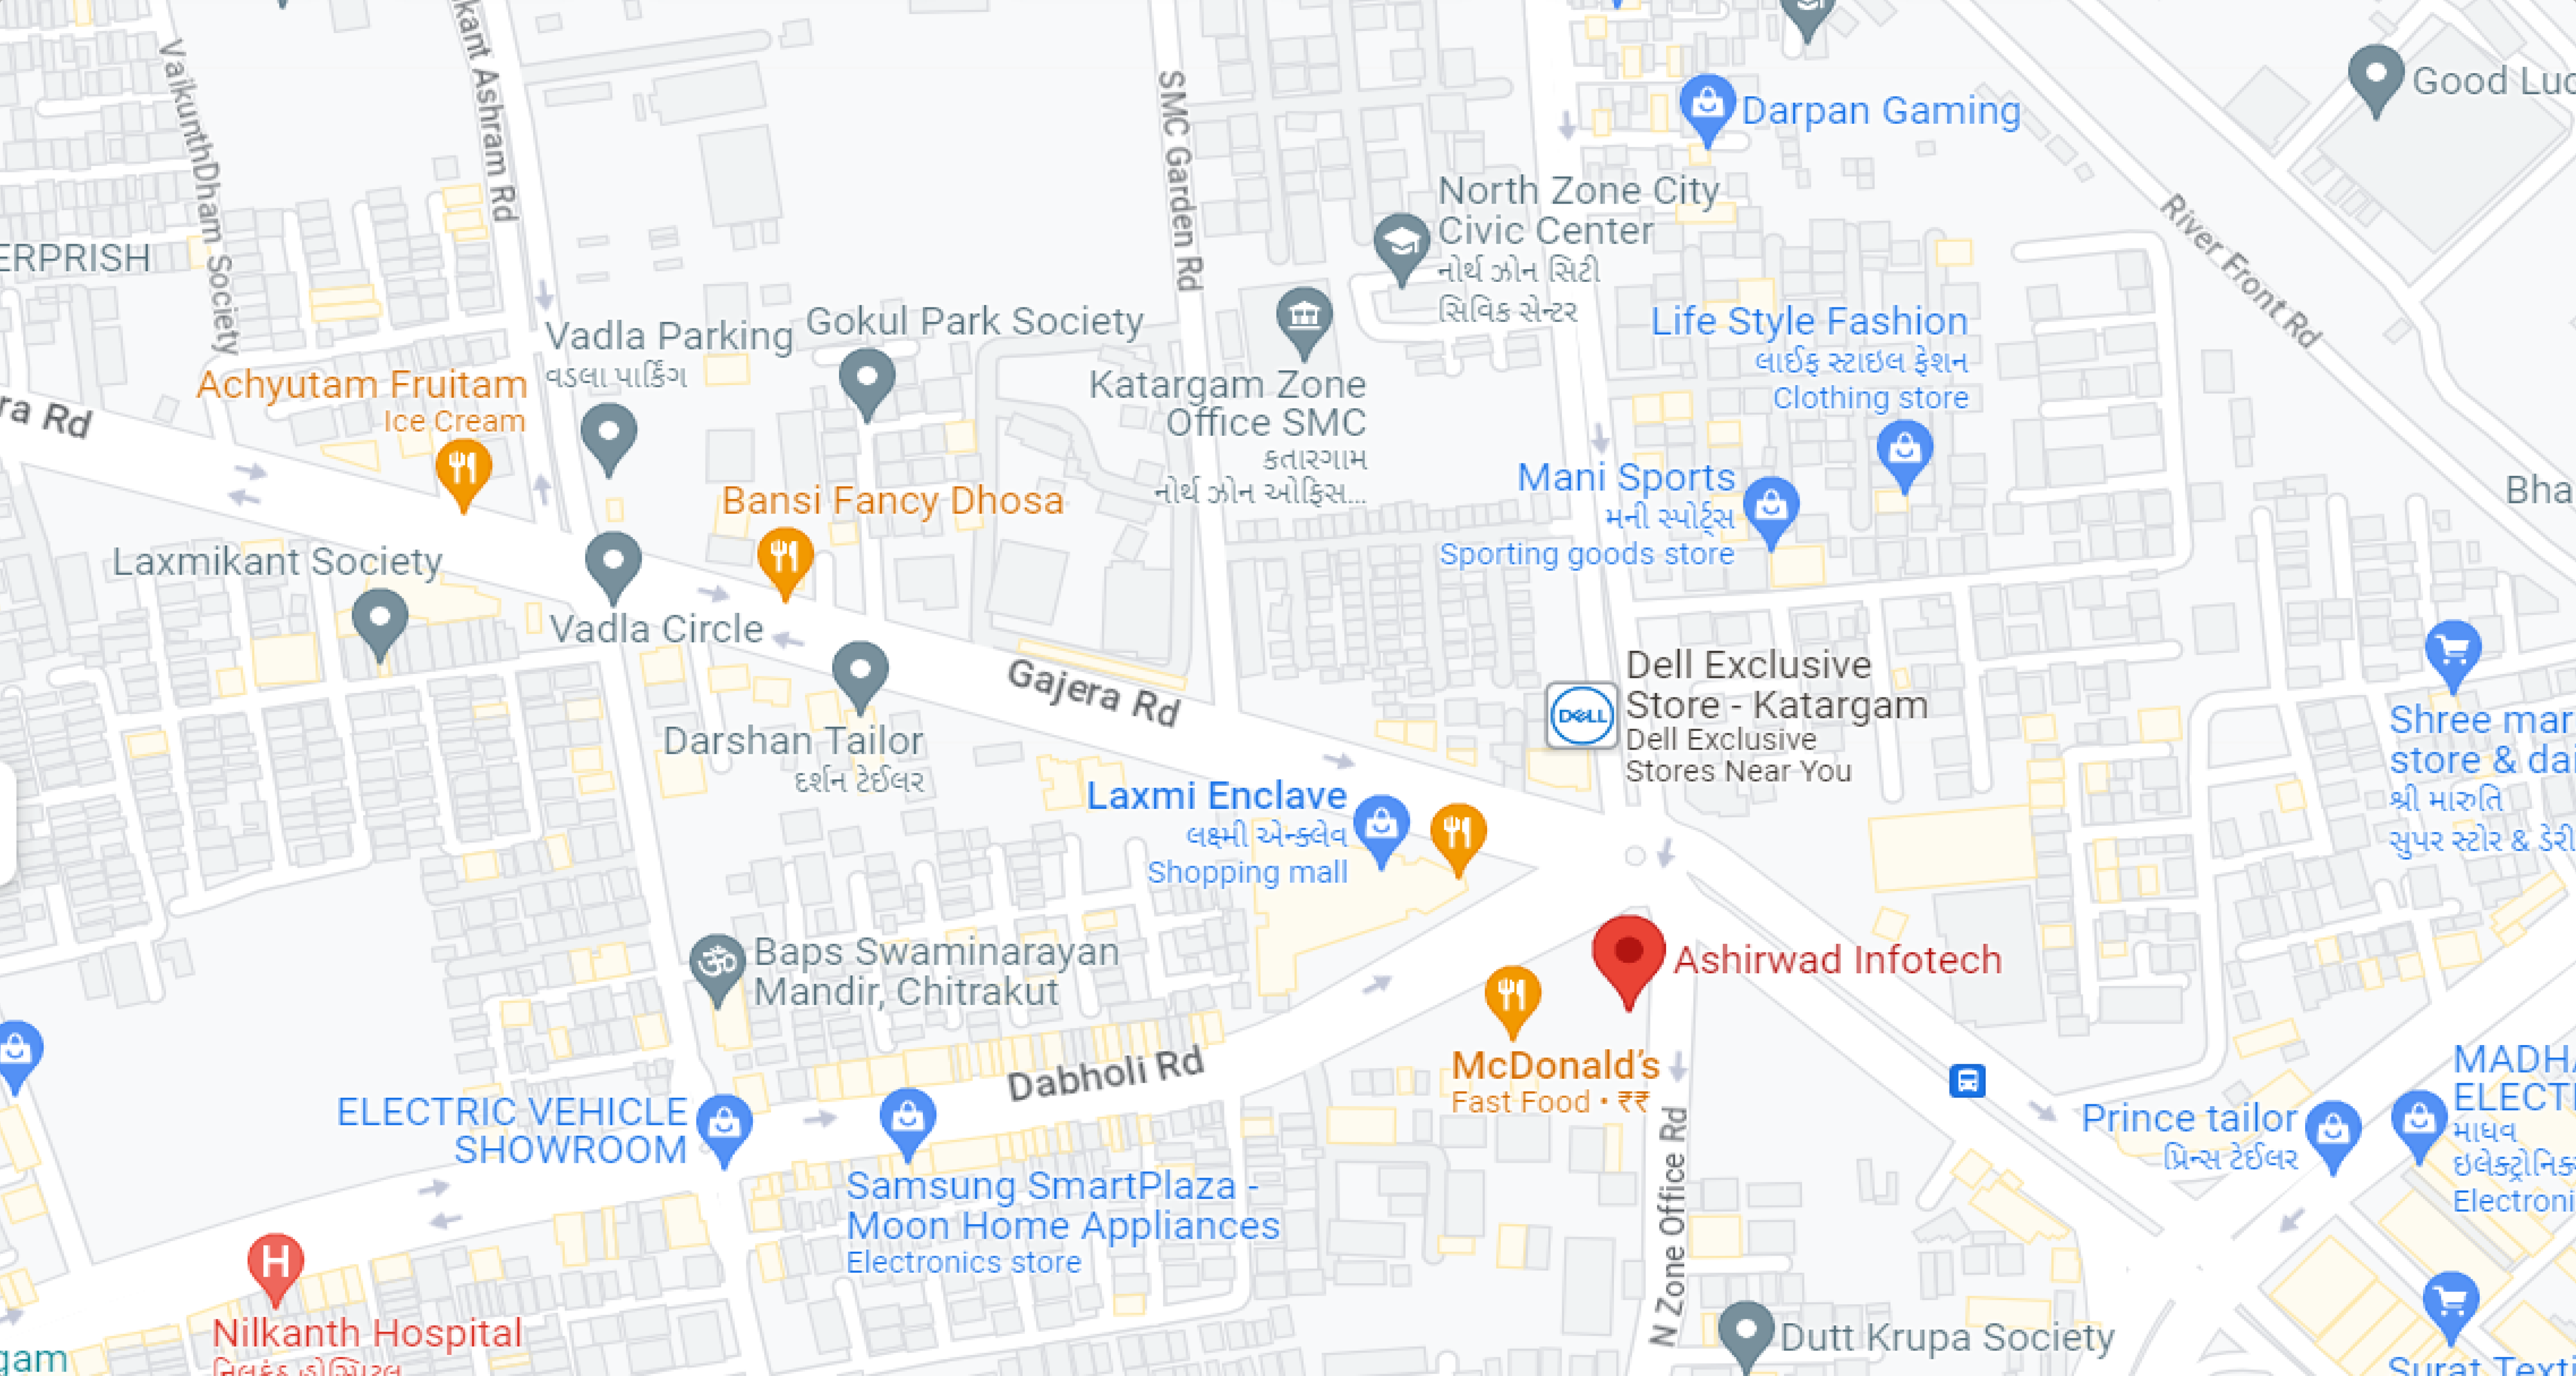 VaikunthDham Society
kant Ashram Rd
SMC Garden Rd
Darpan Gaming
Good Luc
North Zone City
Civic Center
નોર્થ ઝોન સિટી
સિવિક સેન્ટર
River Front Rd
ERPRISH
Vadla Parking
વડલા પાર્કિંગ
Gokul Park Society
Life Style Fashion
લાઈફ સ્ટાઇલ ફેશન
Clothing store
Achyutam Fruitam
Ice Cream
ra Rd
Katargam Zone
Office SMC
કતારગામ
નોર્થ ઝોન ઓફિસ...
Mani Sports
મની સ્પોર્ટ્સ
Sporting goods store
Bansi Fancy Dhosa
Bha
Laxmikant Society
Vadla Circle
Gajera Rd
Darshan Tailor
દર્શન ટેઈલર
DELL
Dell Exclusive
Store - Katargam
Dell Exclusive
Stores Near You
Shree mar
store & dai
શ્રી મારુતિ
સુપર સ્ટોર & ડેરી
Laxmi Enclave
લક્ષ્મી એન્ક્લેવ
Shopping mall
Baps Swaminarayan
Mandir, Chitrakut
Ashirwad Infotech
McDonald's
Fast Food • ₹₹
Dabholi Rd
N Zone Office Rd
ELECTRIC VEHICLE
SHOWROOM
Samsung SmartPlaza -
Moon Home Appliances
Electronics store
Prince tailor
પ્રિન્સ ટેઈલર
MADHA
ELECTI
માધવ
ઇલેક્ટ્રોનિક્સ
Electroni
H
Nilkanth Hospital
gam
Dutt Krupa Society
Surat Texti